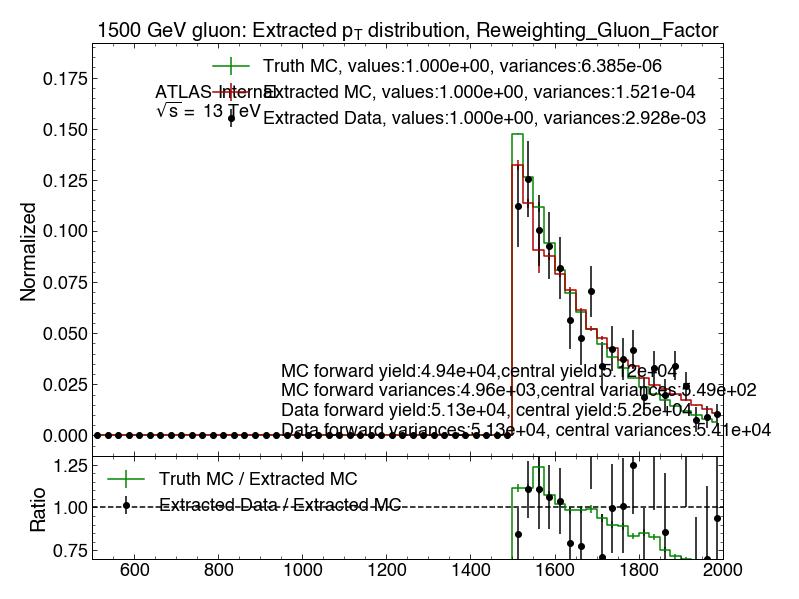 1500 GeV gluon: Extracted pT distribution, Reweighting_Gluon_Factor
Truth MC, values:1.000e+00, variances:6.385e-06
ATLAS Internal
Extracted MC, values:1.000e+00, variances:1.521e-04
√s = 13 TeV
Extracted Data, values:1.000e+00, variances:2.928e-03
Normalized
0.175
0.150
0.125
0.100
0.075
0.050
0.025
0.000
MC forward yield:4.94e+04,central yield:5.12e+04
MC forward variances:4.96e+03,central variances:5.49e+02
Data forward yield:5.13e+04, central yield:5.25e+04
Data forward variances:5.13e+04, central variances:5.41e+04
Ratio
1.25
1.00
0.75
Truth MC / Extracted MC
Extracted Data / Extracted MC
600 800 1000 1200 1400 1600 1800 2000